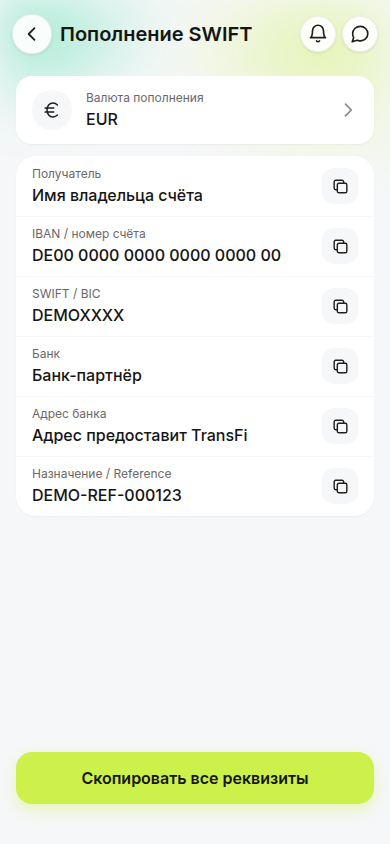 Пополнение SWIFT
Валюта пополнения
€
EUR
Получатель
Имя владельца счёта
IBAN / номер счёта
DE00 0000 0000 0000 0000 00
SWIFT / BIC
DEMOXXXX
Банк
Банк-партнёр
Адрес банка
Адрес предоставит TransFi
Назначение / Reference
DEMO-REF-000123
Скопировать все реквизиты